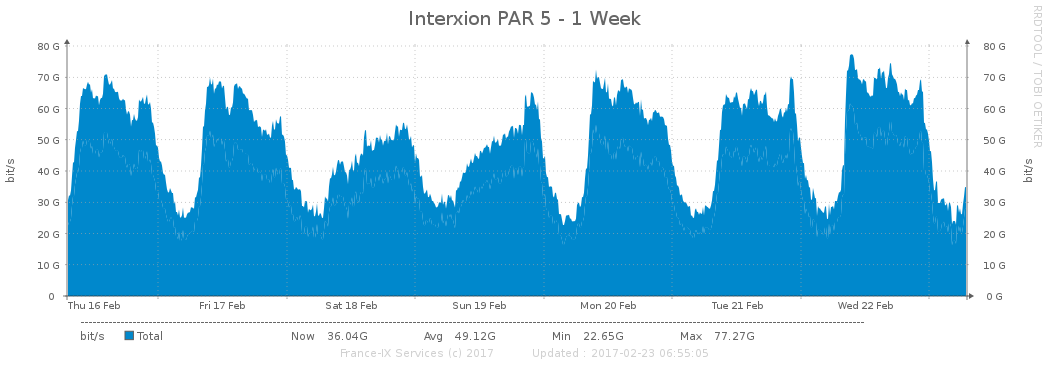 Interxion PAR 5 - 1 Week
RRDTOOL / TOBI OETIKER
80 G 80 G
70 G 70 G
60 G 60 G
50 G 50 G
40 G 40 G
30 G 30 G
20 G 20 G
10 G 10 G
0 0 G
bit/s
bit/s
Thu 16 Feb Fri 17 Feb Sat 18 Feb Sun 19 Feb Mon 20 Feb Tue 21 Feb Wed 22 Feb
bit/s Total Now 36.04G Avg 49.12G Min 22.65G Max 77.27G
France-IX Services (c) 2017 Updated : 2017-02-23 06:55:05